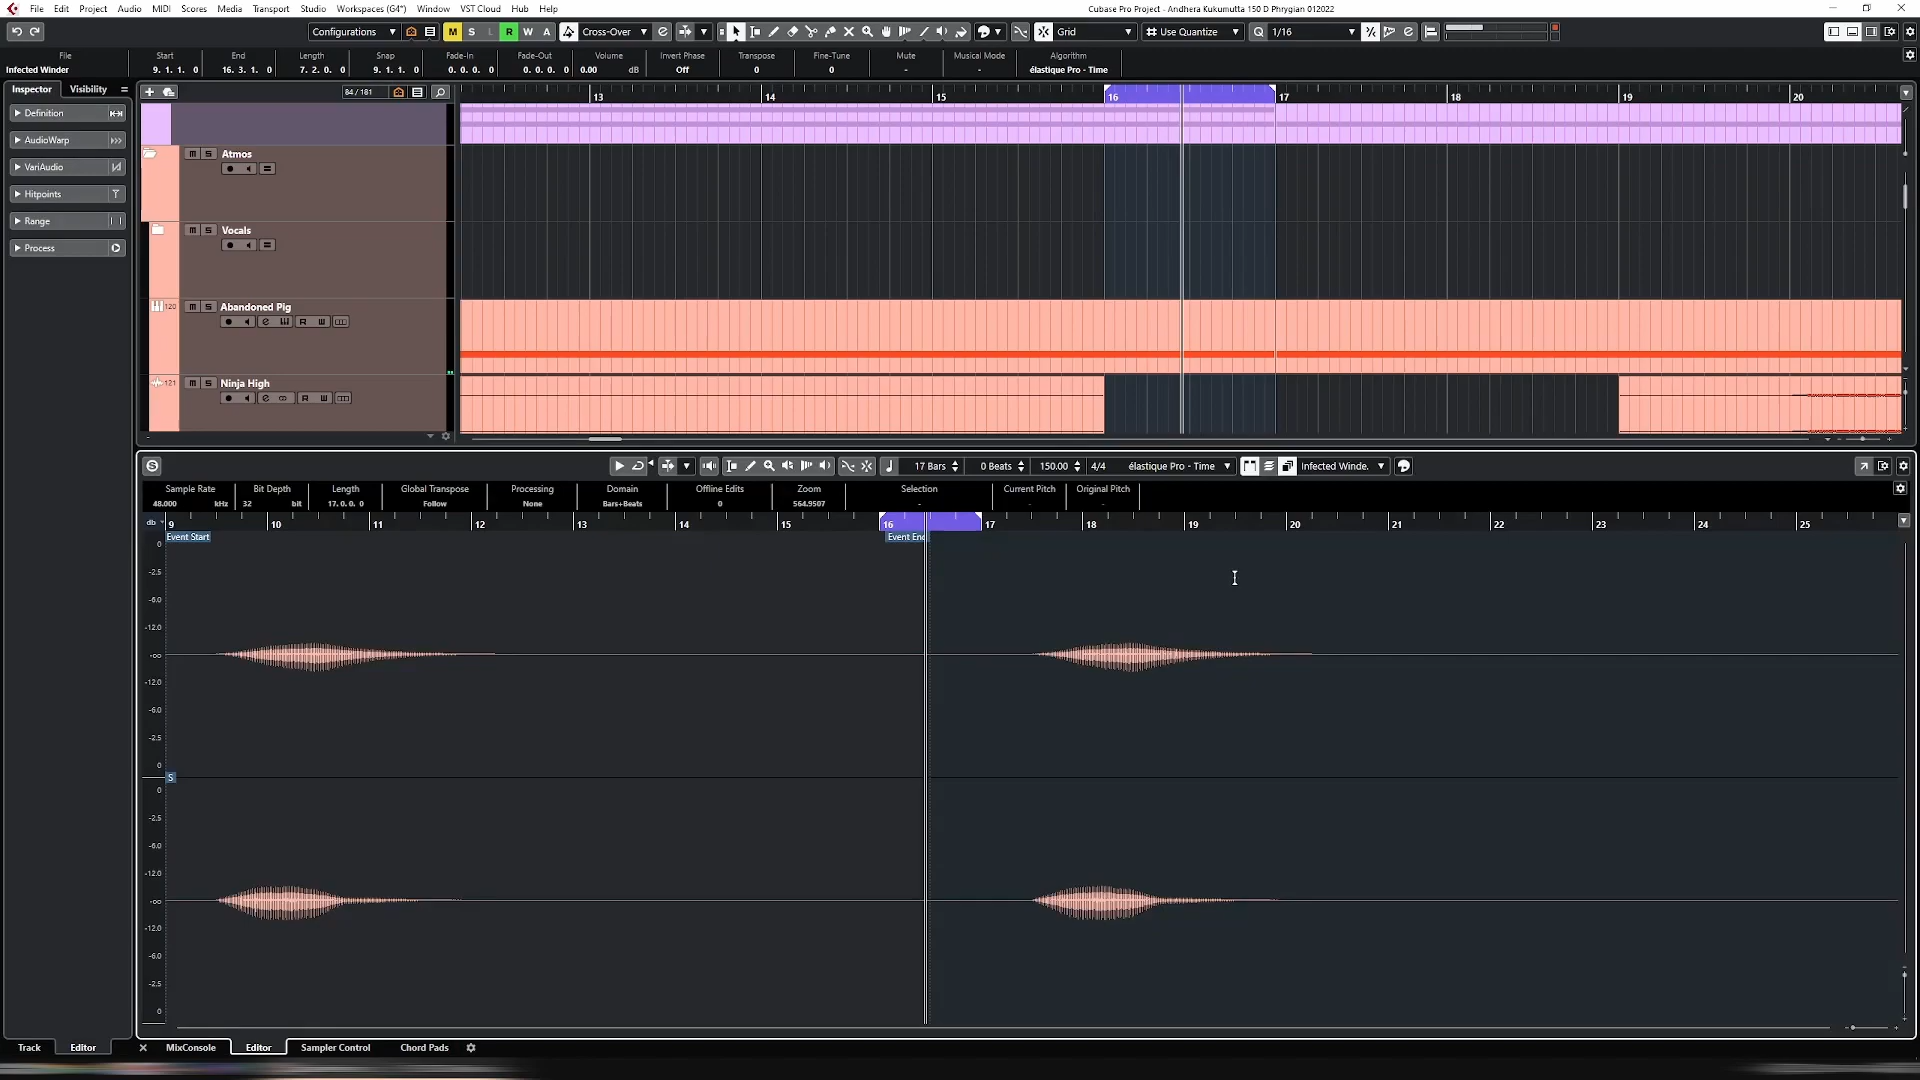 File Edit Project Audio MIDI Scores Media Transport Studio Workspaces (G4*) Window VST Cloud Hub Help
Cubase Pro Project - Andhera Kukumutta 150 D Phrygian 012022
Configurations M S L R W A Cross-Over Grid Use Quantize Q 1/16
File Start End Length Snap Fade-In Fade-Out Volume Invert Phase Transpose Fine-Tune Mute Musical Mode Algorithm
Infected Winder 9. 1. 1. 0 16. 3. 1. 0 7. 2. 0. 0 9. 1. 1. 0 0. 0. 0. 0 0. 0. 0. 0 0.00 dB Off 0 0 - - élastique Pro - Time
Inspector Visibility 84 / 181
13 14 15 16 17 18 19 20
Definition
AudioWarp
VariAudio
Hitpoints
Range
Process
m S Atmos
m S Vocals
120 m S Abandoned Pig
R W
121 m S Ninja High
R W
S 17 Bars 0 Beats 150.00 4/4 élastique Pro - Time Infected Winde.
Sample Rate Bit Depth Length Global Transpose Processing Domain Offline Edits Zoom Selection Current Pitch Original Pitch
48.000 kHz 32 bit 17. 0. 0. 0 Follow None Bars+Beats 0 564.9507
db 9 10 11 12 13 14 15 16 17 18 19 20 21 22 23 24 25
Event Start Event End
0
-2.5
-6.0
-12.0
-oo
-12.0
-6.0
-2.5
0
S
0
-2.5
-6.0
-12.0
-oo
-12.0
-6.0
-2.5
0
Track Editor MixConsole Editor Sampler Control Chord Pads